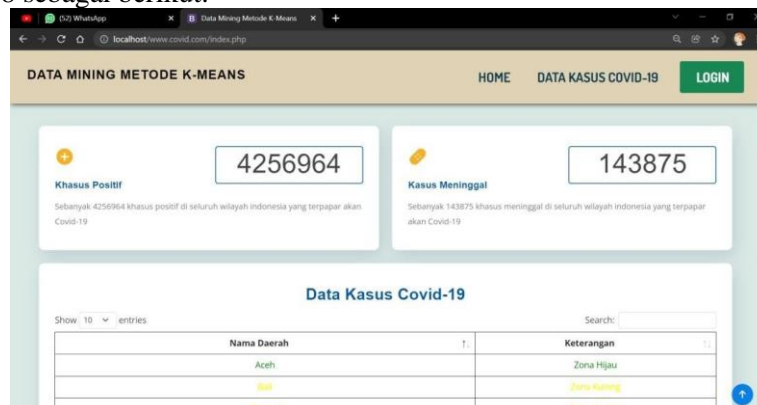 sebagai berikut.
(52) WhatsApp
Data Mining Metode K-Means
localhost/www.covid.com/index.php
DATA MINING METODE K-MEANS
HOME
DATA KASUS COVID-19
LOGIN
4256964
Khasus Positif
Sebanyak 4256964 khasus positif di seluruh wilayah indonesia yang terpapar akan
Covid-19
143875
Kasus Meninggal
Sebanyak 143875 khasus meninggal di seluruh wilayah indonesia yang terpapar
akan Covid-19
Data Kasus Covid-19
Show 10 entries
Search:
Nama Daerah
Keterangan
Aceh
Zona Hijau
Bali
Zona Kuning